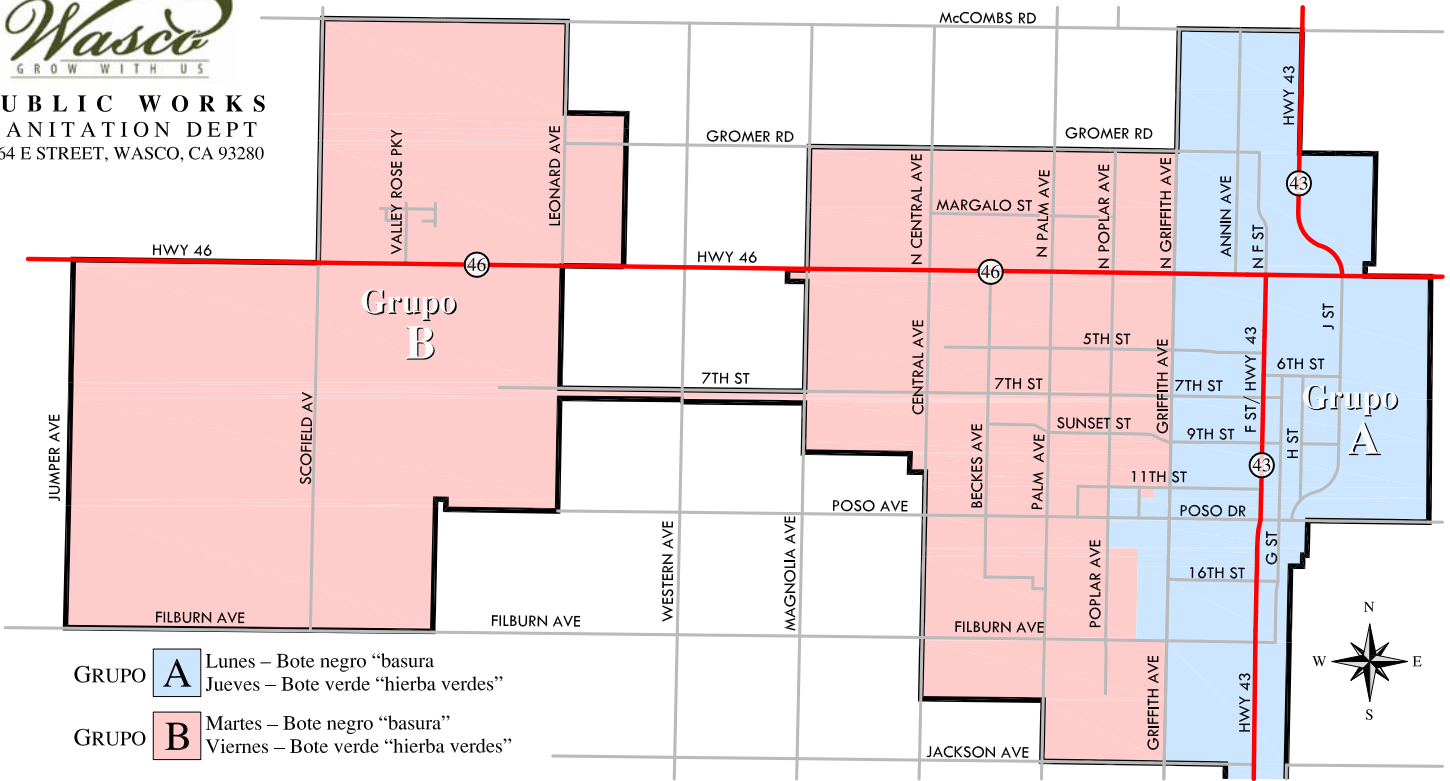 Wasco
GROW WITH US
UBLIC WORKS
ANITATION DEPT
64 E STREET, WASCO, CA 93280
McCOMBS RD
HWY 43
VALLEY ROSE PKY
LEONARD AVE
GROMER RD
GROMER RD
N CENTRAL AVE
MARGALO ST
N PALM AVE
N POPLAR AVE
N GRIFFITH AVE
ANNIN AVE
N F ST
43
HWY 46
46
HWY 46
46
Grupo
B
CENTRAL AVE
5TH ST
GRIFFITH AVE
F ST/ HWY 43
J ST
6TH ST
7TH ST
7TH ST
7TH ST
Grupo
A
JUMPER AVE
SCOFIELD AV
BECKES AVE
PALM AVE
SUNSET ST
9TH ST
H ST
43
11TH ST
POSO AVE
POSO DR
WESTERN AVE
MAGNOLIA AVE
POPLAR AVE
G ST
16TH ST
FILBURN AVE
FILBURN AVE
FILBURN AVE
GRIFFITH AVE
HWY 43
JACKSON AVE
N
W
E
S
GRUPO A
Lunes – Bote negro “basura
Jueves – Bote verde “hierba verdes”
GRUPO B
Martes – Bote negro “basura”
Viernes – Bote verde “hierba verdes”